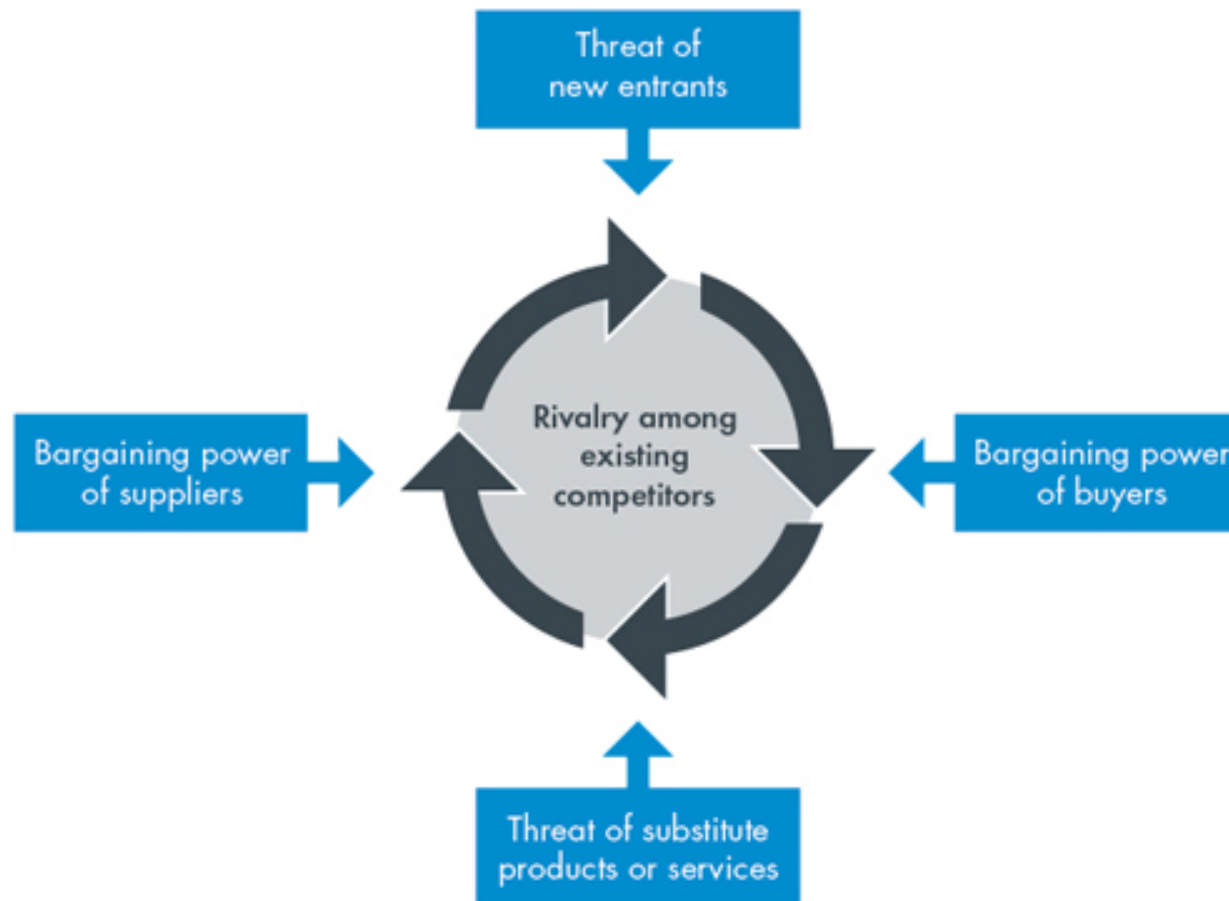 Threat of
new entrants
Bargaining power
of suppliers
Rivalry among
existing
competitors
Bargaining power
of buyers
Threat of substitute
products or services